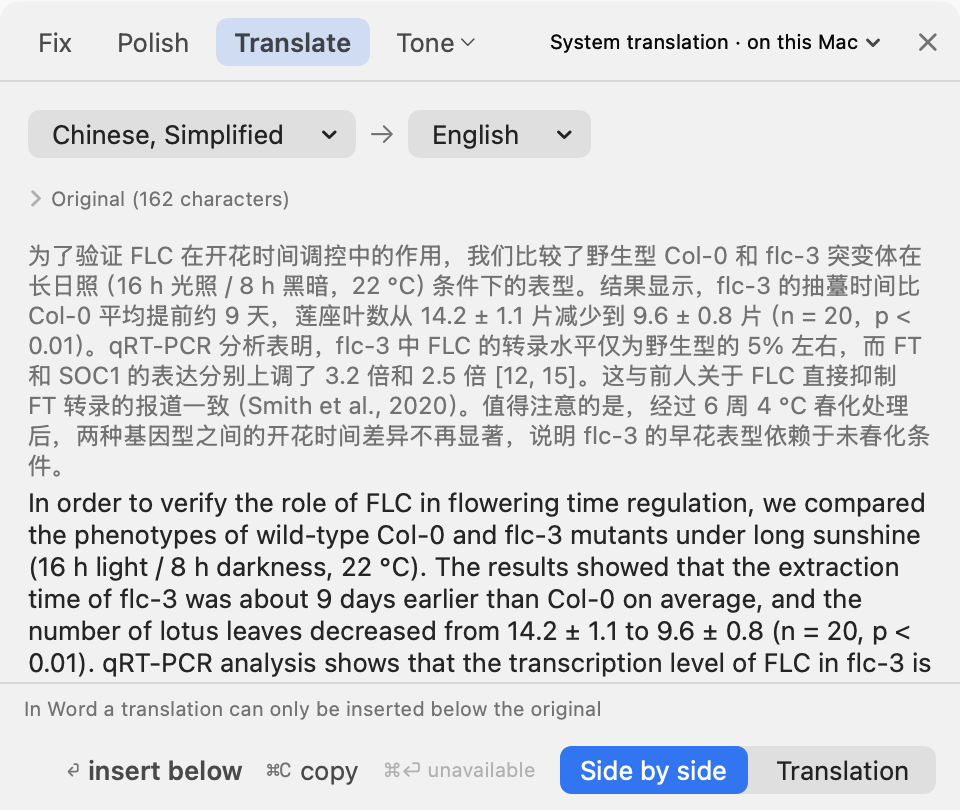 Fix Polish Translate Tone System translation · on this Mac
Chinese, Simplified → English
Original (162 characters)
为了验证 FLC 在开花时间调控中的作用，我们比较了野生型 Col-0 和 flc-3 突变体在
长日照 (16 h 光照 / 8 h 黑暗，22 °C) 条件下的表型。结果显示，flc-3 的抽薹时间比
Col-0 平均提前约 9 天，莲座叶数从 14.2 ± 1.1 片减少到 9.6 ± 0.8 片 (n = 20，p <
0.01)。qRT-PCR 分析表明，flc-3 中 FLC 的转录水平仅为野生型的 5% 左右，而 FT
和 SOC1 的表达分别上调了 3.2 倍和 2.5 倍 [12, 15]。这与前人关于 FLC 直接抑制
FT 转录的报道一致 (Smith et al., 2020)。值得注意的是，经过 6 周 4 °C 春化处理
后，两种基因型之间的开花时间差异不再显著，说明 flc-3 的早花表型依赖于未春化条
件。
In order to verify the role of FLC in flowering time regulation, we compared
the phenotypes of wild-type Col-0 and flc-3 mutants under long sunshine
(16 h light / 8 h darkness, 22 °C). The results showed that the extraction
time of flc-3 was about 9 days earlier than Col-0 on average, and the
number of lotus leaves decreased from 14.2 ± 1.1 to 9.6 ± 0.8 (n = 20, p <
0.01). qRT-PCR analysis shows that the transcription level of FLC in flc-3 is
In Word a translation can only be inserted below the original
⏎ insert below ⌘C copy ⌘⏎ unavailable Side by side Translation